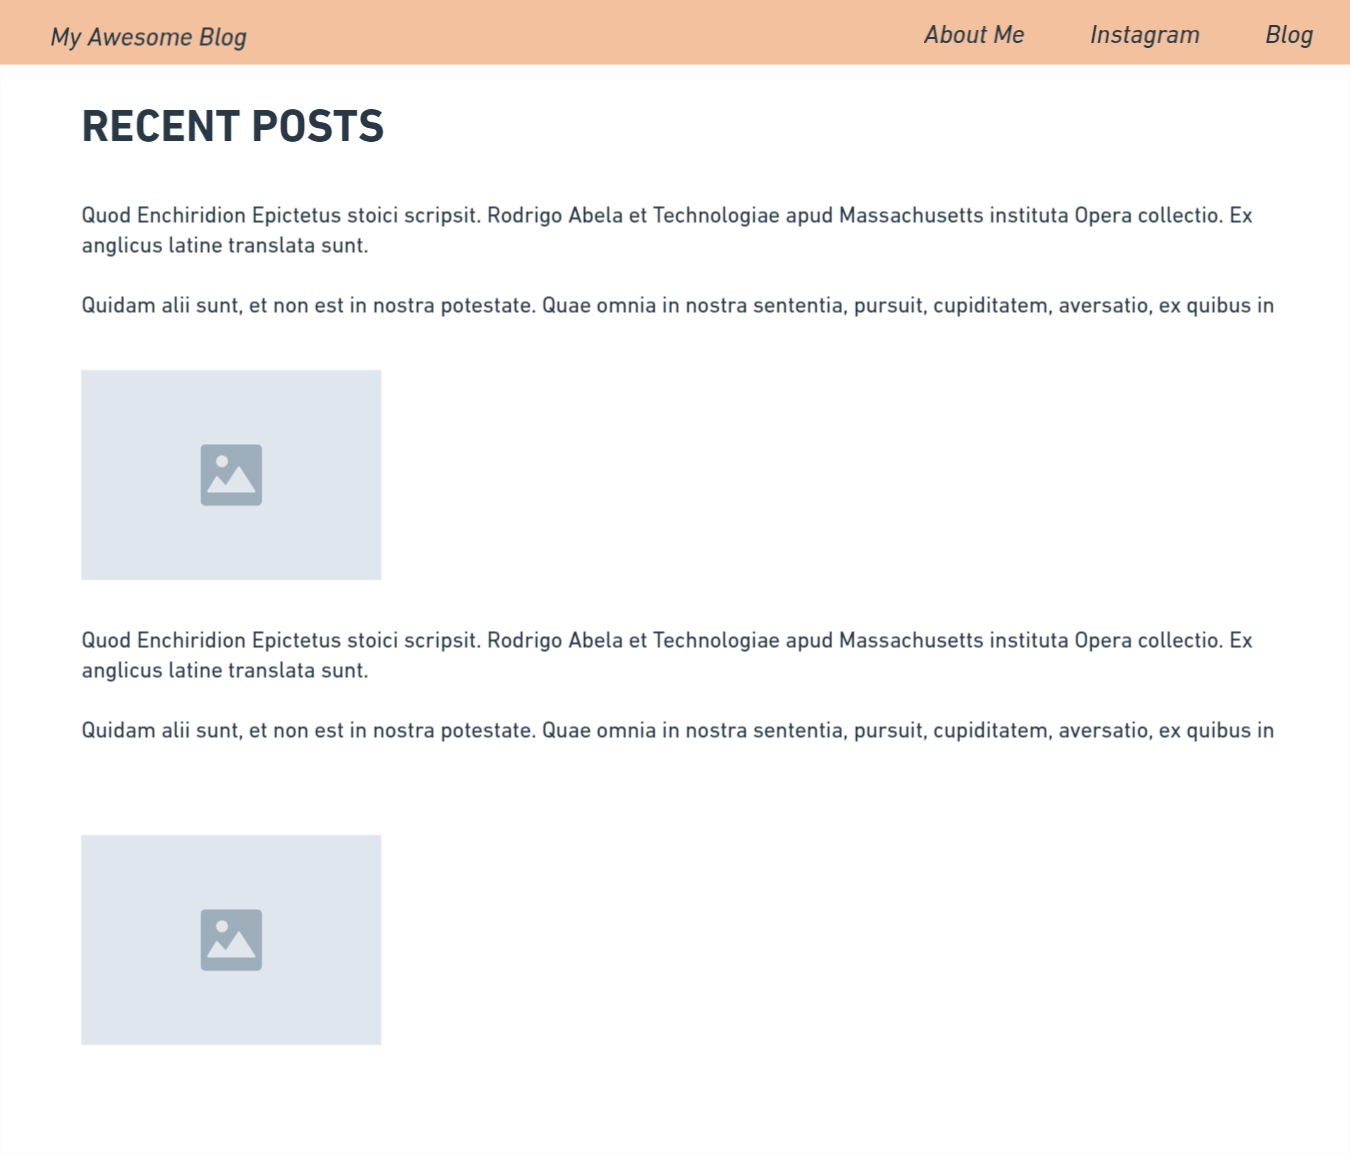 My Awesome Blog
About Me
Instagram
Blog
RECENT POSTS
Quod Enchiridion Epictetus stoici scripsit. Rodrigo Abela et Technologiae apud Massachusetts instituta Opera collectio. Ex
anglicus latine translata sunt.
Quidam alii sunt, et non est in nostra potestate. Quae omnia in nostra sententia, pursuit, cupiditatem, aversatio, ex quibus in
Quod Enchiridion Epictetus stoici scripsit. Rodrigo Abela et Technologiae apud Massachusetts instituta Opera collectio. Ex
anglicus latine translata sunt.
Quidam alii sunt, et non est in nostra potestate. Quae omnia in nostra sententia, pursuit, cupiditatem, aversatio, ex quibus in